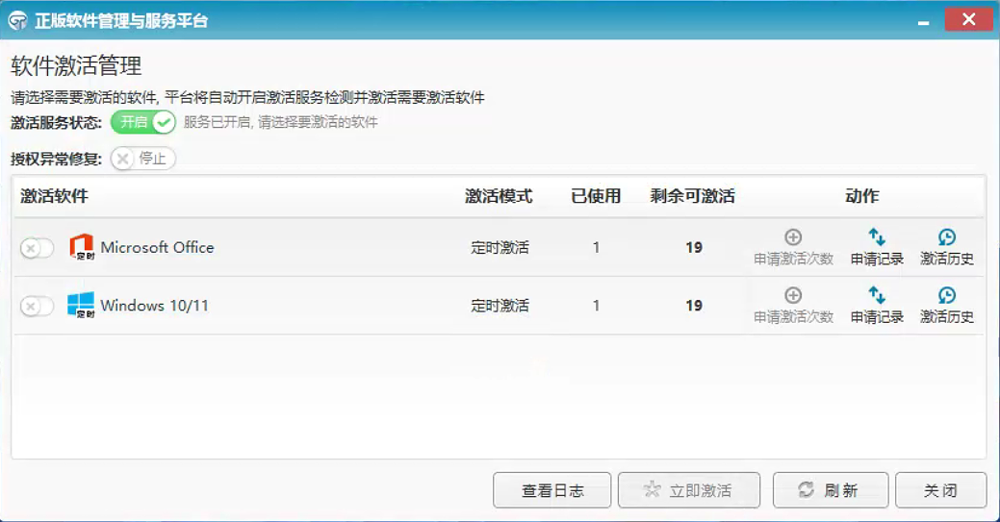 正版软件管理与服务平台
软件激活管理
请选择需要激活的软件, 平台将自动开启激活服务检测并激活需要激活软件
激活服务状态: 开启 服务已开启, 请选择要激活的软件
授权异常修复: 停止
激活软件 激活模式 已使用 剩余可激活 动作
定时 Microsoft Office 定时激活 1 19 申请激活次数 申请记录 激活历史
定时 Windows 10/11 定时激活 1 19 申请激活次数 申请记录 激活历史
查看日志 立即激活 刷新 关闭